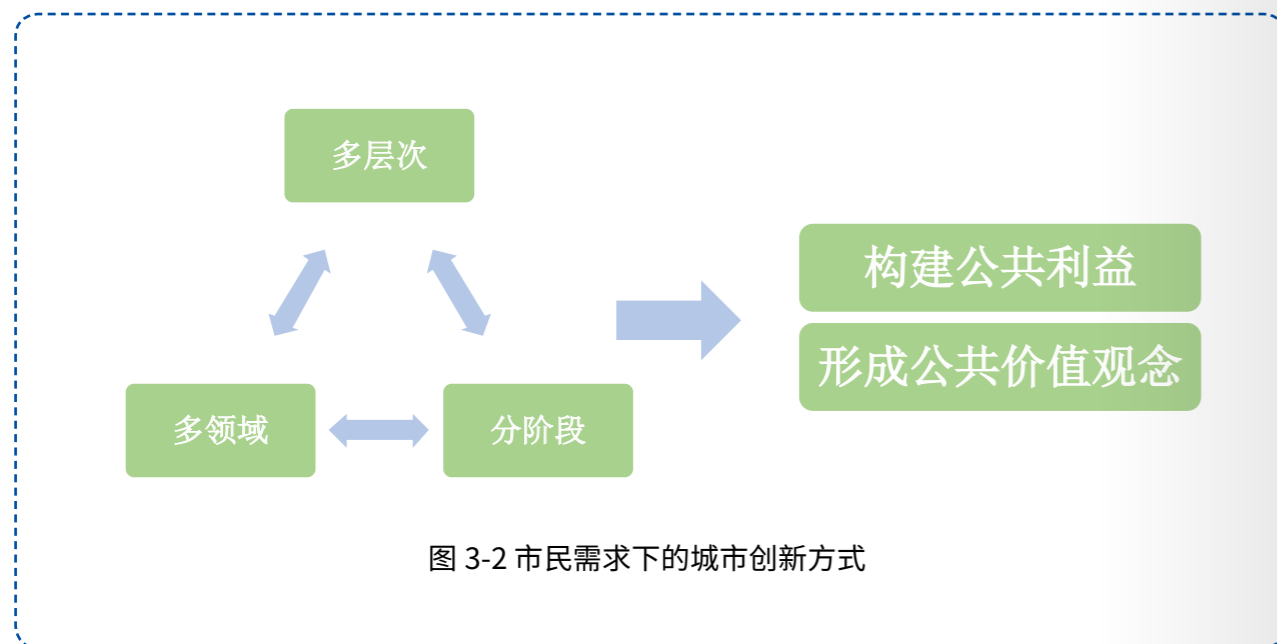 多层次
多领域
分阶段
构建公共利益
形成公共价值观念
图 3-2 市民需求下的城市创新方式